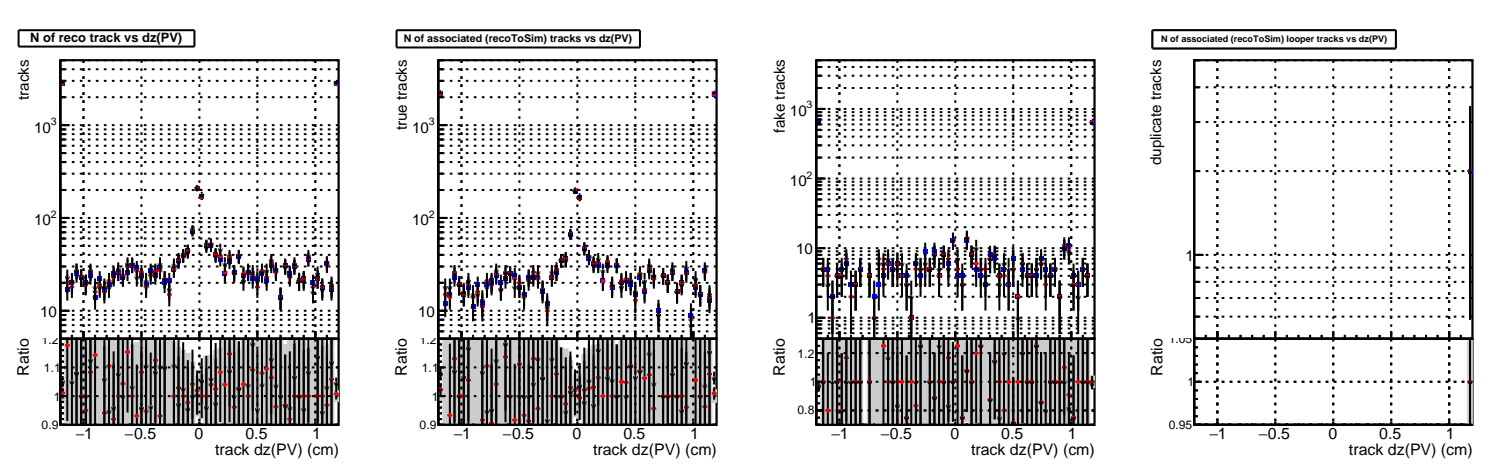 N of reco track vs dz(PV)
tracks
10³
10²
10
Ratio
1.2
1.1
1
0.9
−1 −0.5 0 0.5 1
track dz(PV) (cm)
N of associated (recoToSim) tracks vs dz(PV)
true tracks
10³
10²
10
Ratio
1.2
1.1
1
0.9
−1 −0.5 0 0.5 1
track dz(PV) (cm)
fake tracks
10³
10²
10
1
Ratio
1.2
1
0.8
−1 −0.5 0 0.5 1
track dz(PV) (cm)
N of associated (recoToSim) looper tracks vs dz(PV)
duplicate tracks
1
Ratio
1.05
1
0.95
−1 −0.5 0 0.5 1
track dz(PV) (cm)